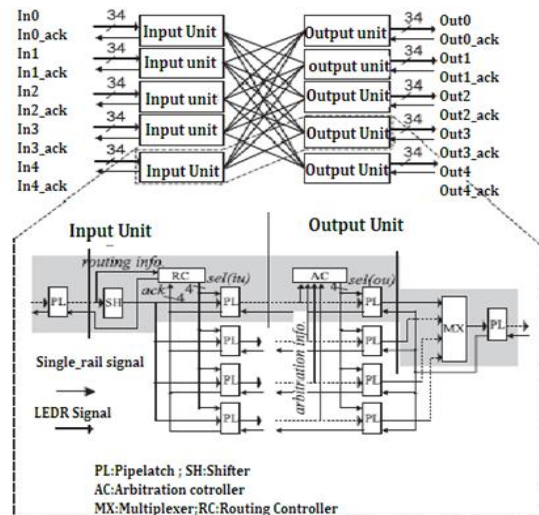 In0
In0_ack
In1
In1_ack
In2
In2_ack
In3
In3_ack
In4
In4_ack
34
34
34
34
34
Input Unit
Input Unit
Input unit
Input Unit
Input Unit
Output unit
output unit
Output Unit
Output Unit
Output Unit
34
34
34
34
34
Out0
Out0_ack
Out1
Out1_ack
Out2
Out2_ack
Out3
Out3_ack
Out4
Out4_ack
Input Unit
Output Unit
routing info.
RC
ack
4
4
sel(iu)
AC
4
sel(ou)
PL
SH
PL
PL
MX
PL
PL
PL
PL
PL
PL
PL
arbitration info.
Single_rail signal
LEDR Signal
PL:Pipelatch ; SH:Shifter
AC:Arbitration cotroller
MX:Multiplexer;RC:Routing Controller